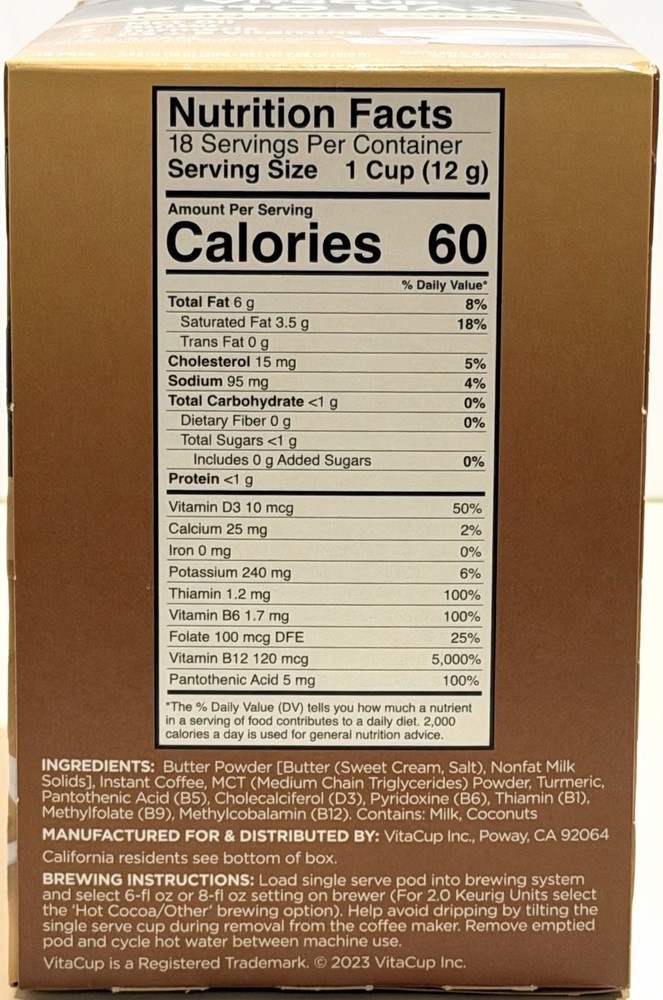 Nutrition Facts
18 Servings Per Container
Serving Size 1 Cup (12 g)
Amount Per Serving
Calories 60
% Daily Value*
Total Fat 6 g 8%
Saturated Fat 3.5 g 18%
Trans Fat 0 g
Cholesterol 15 mg 5%
Sodium 95 mg 4%
Total Carbohydrate <1 g 0%
Dietary Fiber 0 g 0%
Total Sugars <1 g
Includes 0 g Added Sugars 0%
Protein <1 g
Vitamin D3 10 mcg 50%
Calcium 25 mg 2%
Iron 0 mg 0%
Potassium 240 mg 6%
Thiamin 1.2 mg 100%
Vitamin B6 1.7 mg 100%
Folate 100 mcg DFE 25%
Vitamin B12 120 mcg 5,000%
Pantothenic Acid 5 mg 100%
*The % Daily Value (DV) tells you how much a nutrient
in a serving of food contributes to a daily diet. 2,000
calories a day is used for general nutrition advice.
INGREDIENTS: Butter Powder [Butter (Sweet Cream, Salt), Nonfat Milk
Solids], Instant Coffee, MCT (Medium Chain Triglycerides) Powder, Turmeric,
Pantothenic Acid (B5), Cholecalciferol (D3), Pyridoxine (B6), Thiamin (B1),
Methylfolate (B9), Methylcobalamin (B12). Contains: Milk, Coconuts
MANUFACTURED FOR & DISTRIBUTED BY: VitaCup Inc., Poway, CA 92064
California residents see bottom of box.
BREWING INSTRUCTIONS: Load single serve pod into brewing system
and select 6-fl oz or 8-fl oz setting on brewer (For 2.0 Keurig Units select
the ‘Hot Cocoa/Other’ brewing option). Help avoid dripping by tilting the
single serve cup during removal from the coffee maker. Remove emptied
pod and cycle hot water between machine use.
VitaCup is a Registered Trademark. © 2023 VitaCup Inc.